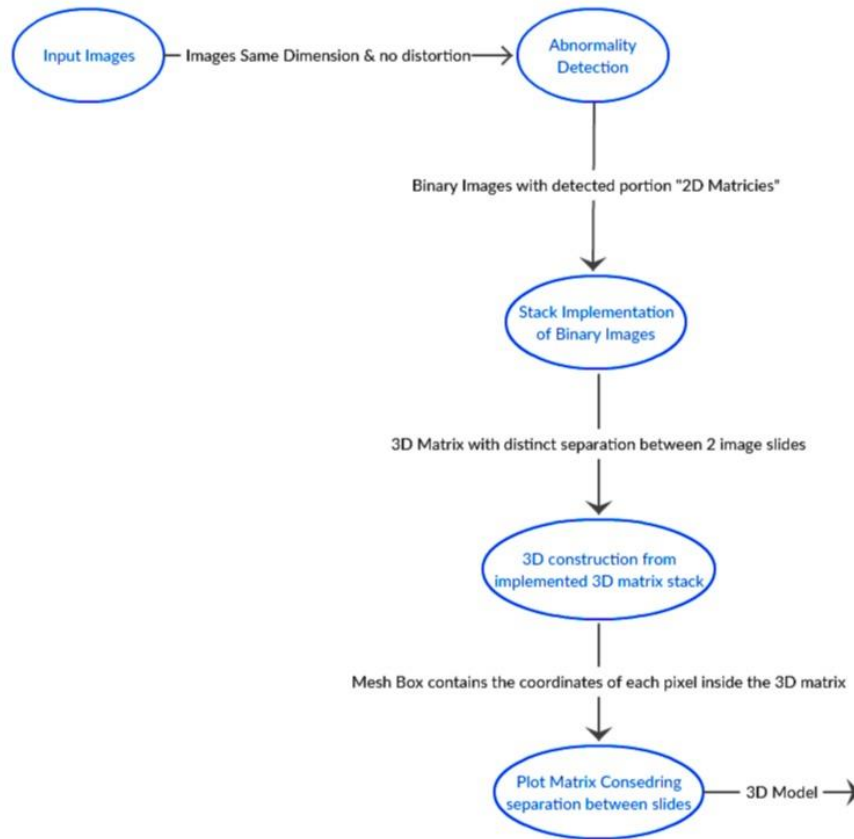 Input Images
Images Same Dimension & no distortion
Abnormality
Detection
Binary Images with detected portion "2D Matricies"
Stack Implementation
of Binary Images
3D Matrix with distinct separation between 2 image slides
3D construction from
implemented 3D matrix stack
Mesh Box contains the coordinates of each pixel inside the 3D matrix
Plot Matrix Consedring
separation between slides
3D Model